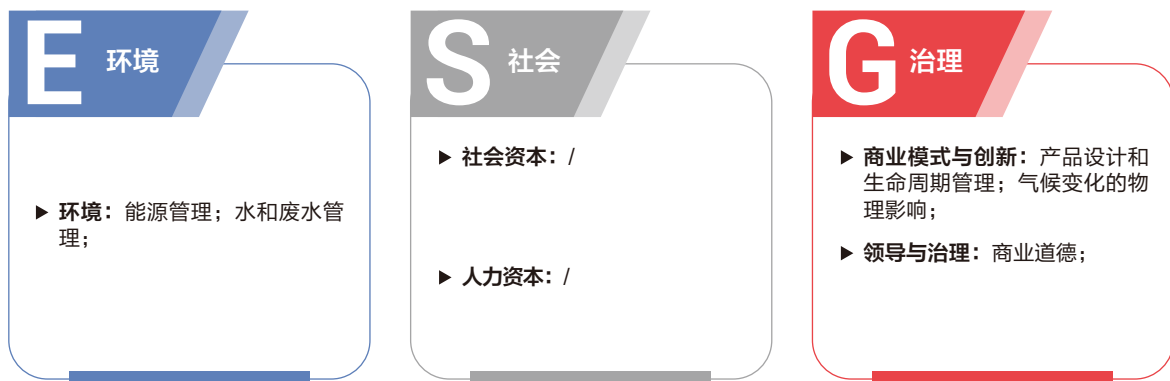 E 环境
环境：能源管理；水和废水管
理；
S 社会
社会资本：/
人力资本：/
G 治理
商业模式与创新：产品设计和
生命周期管理；气候变化的物
理影响；
领导与治理：商业道德；